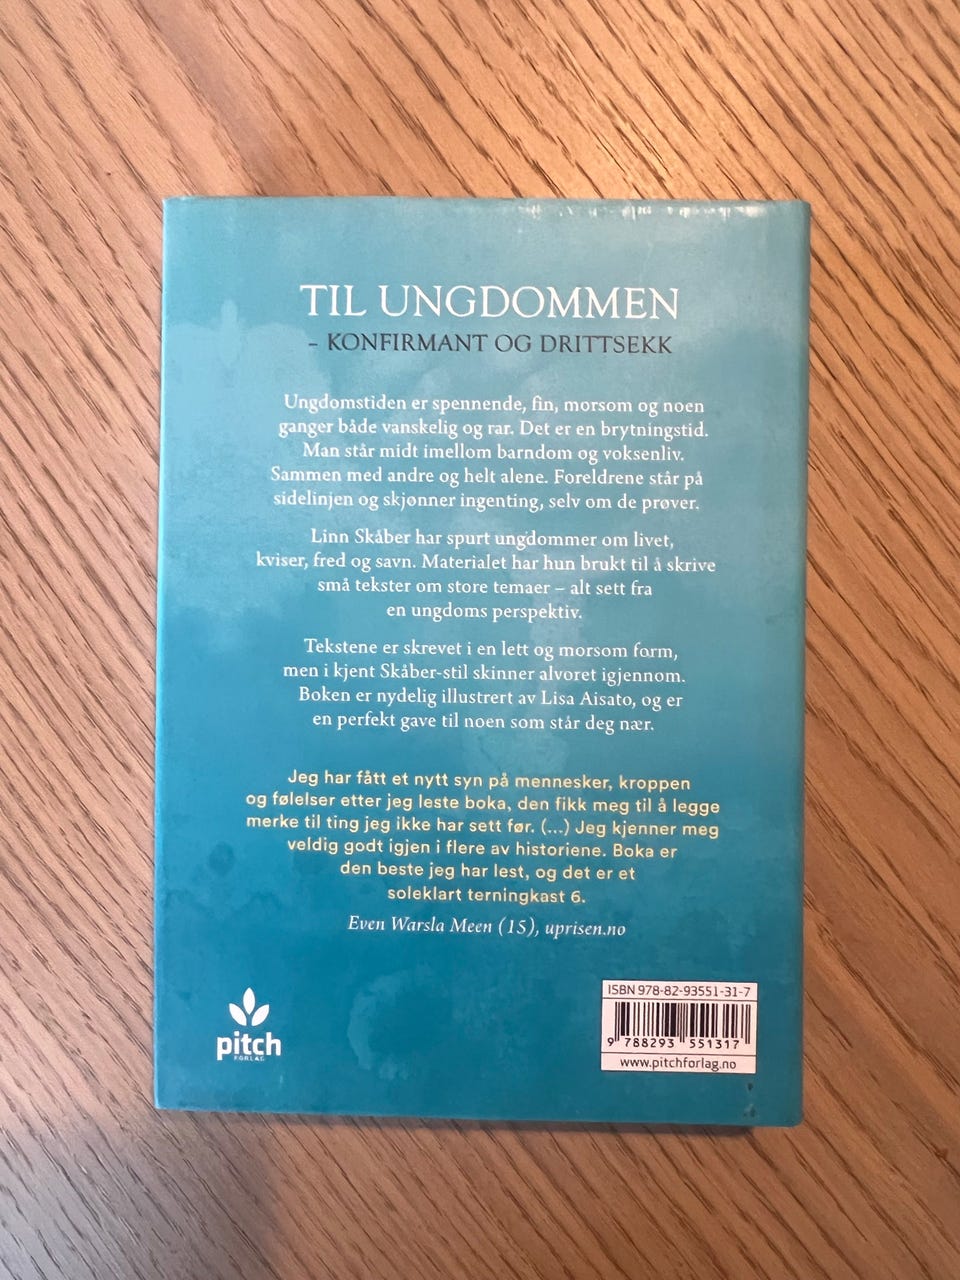 TIL UNGDOMMEN
– KONFIRMANT OG DRITTSEKK
Ungdomstiden er spennende, fin, morsom og noen
ganger både vanskelig og rar. Det er en brytningstid.
Man står midt imellom barndom og voksenliv.
Sammen med andre og helt alene. Foreldrene står på
sidelinjen og skjønner ingenting, selv om de prøver.
Linn Skåber har spurt ungdommer om livet,
kviser, fred og savn. Materialet har hun brukt til å skrive
små tekster om store temaer – alt sett fra
en ungdoms perspektiv.
Tekstene er skrevet i en lett og morsom form,
men i kjent Skåber-stil skinner alvoret igjennom.
Boken er nydelig illustrert av Lisa Aisato, og er
en perfekt gave til noen som står deg nær.
Jeg har fått et nytt syn på mennesker, kroppen
og følelser etter jeg leste boka, den fikk meg til å legge
merke til ting jeg ikke har sett før. (...) Jeg kjenner meg
veldig godt igjen i flere av historiene. Boka er
den beste jeg har lest, og det er et
soleklart terningkast 6.
Even Warsla Meen (15), uprisen.no
pitch
FORLAG
ISBN 978-82-93551-31-7
9 788293 551317
www.pitchforlag.no